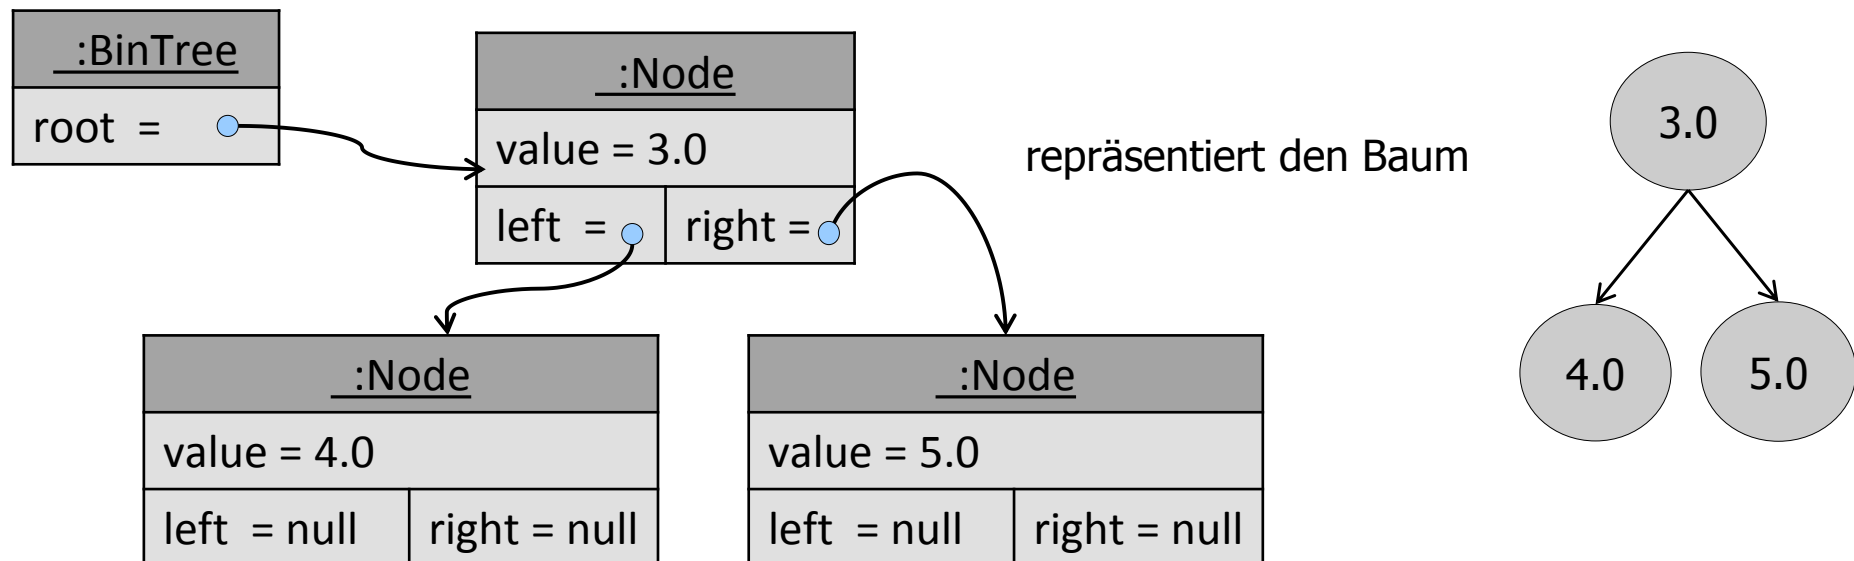 :BinTree
root =
:Node
value = 3.0
left = right =
repräsentiert den Baum
3.0
4.0 5.0
:Node
value = 4.0
left = null right = null
:Node
value = 5.0
left = null right = null